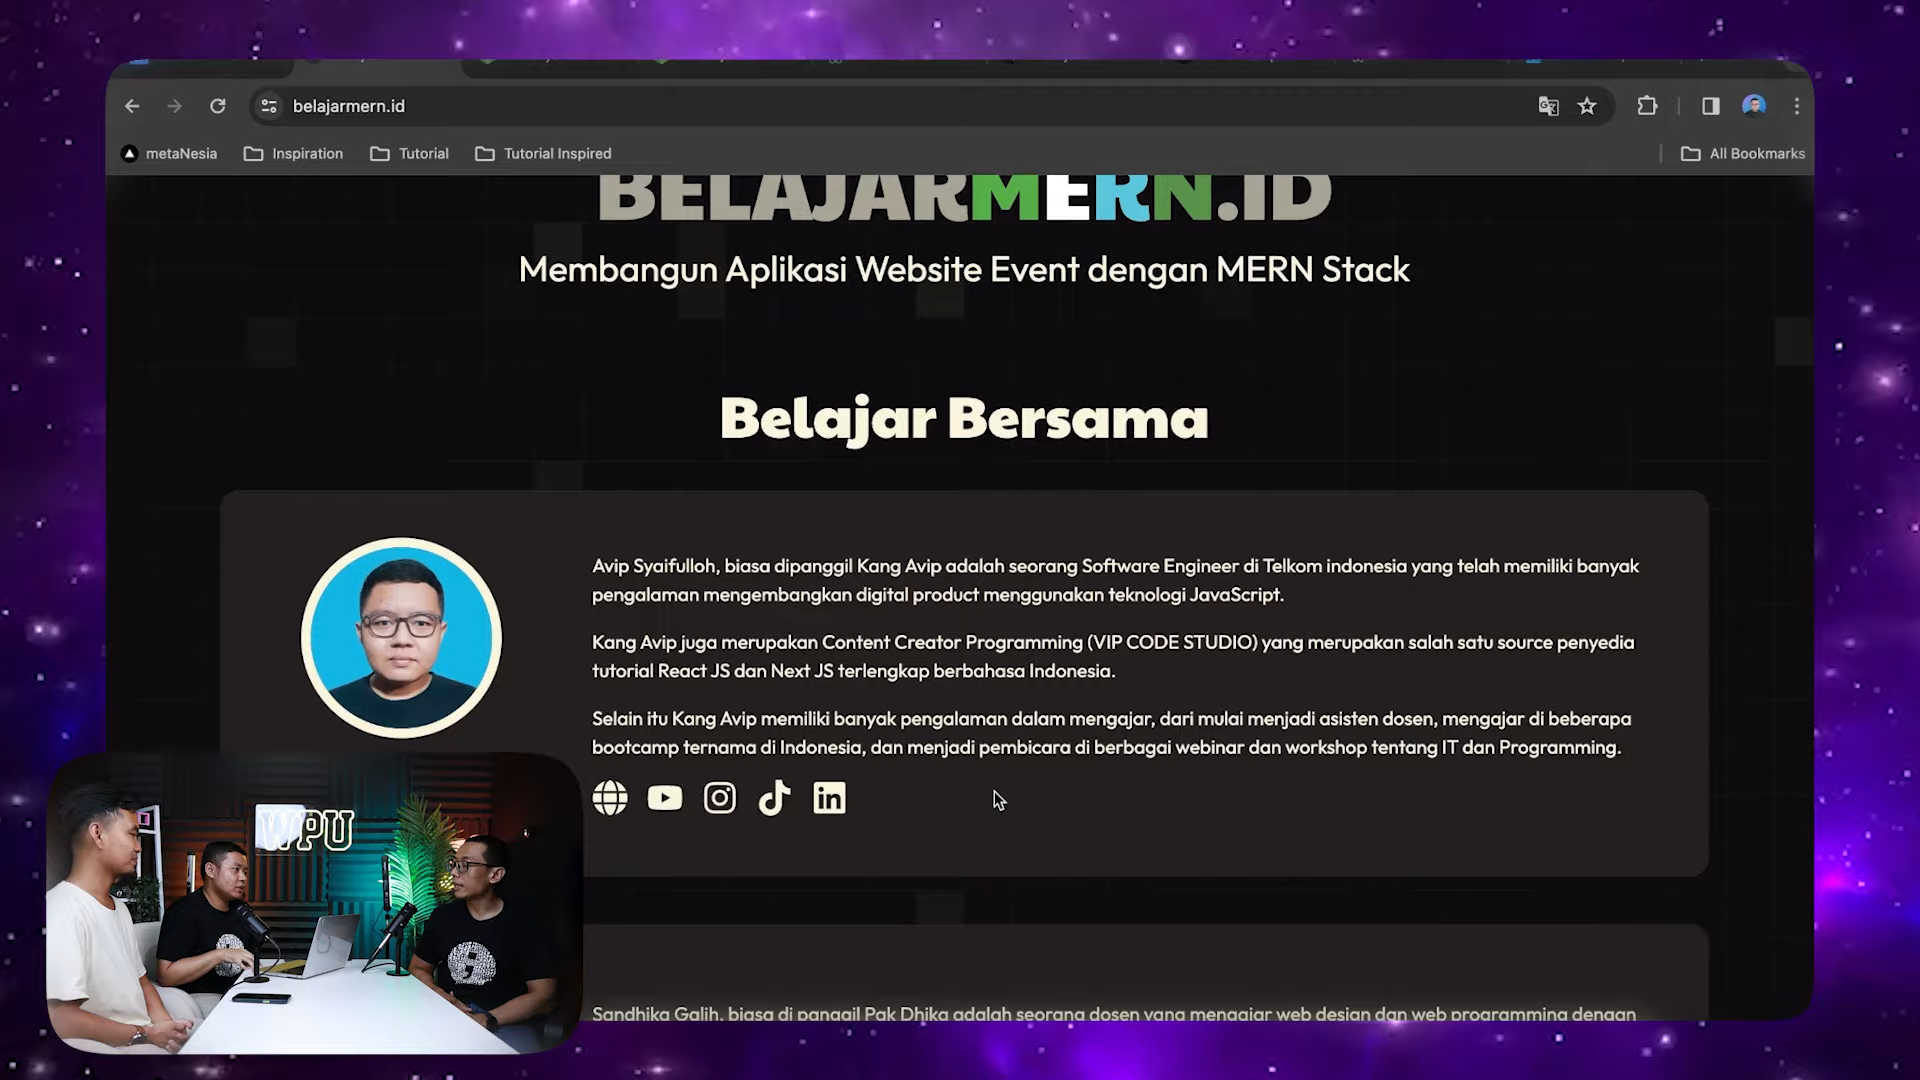 belajarmern.id
metaNesia Inspiration Tutorial Tutorial Inspired All Bookmarks
BELAJARMERN.ID
Membangun Aplikasi Website Event dengan MERN Stack
Belajar Bersama
Avip Syaifulloh, biasa dipanggil Kang Avip adalah seorang Software Engineer di Telkom indonesia yang telah memiliki banyak
pengalaman mengembangkan digital product menggunakan teknologi JavaScript.
Kang Avip juga merupakan Content Creator Programming (VIP CODE STUDIO) yang merupakan salah satu source penyedia
tutorial React JS dan Next JS terlengkap berbahasa Indonesia.
Selain itu Kang Avip memiliki banyak pengalaman dalam mengajar, dari mulai menjadi asisten dosen, mengajar di beberapa
bootcamp ternama di Indonesia, dan menjadi pembicara di berbagai webinar dan workshop tentang IT dan Programming.
in
WPU
Sandhika Galih, biasa di panggil Pak Dhika adalah seorang dosen yang mengajar web design dan web programming dengan